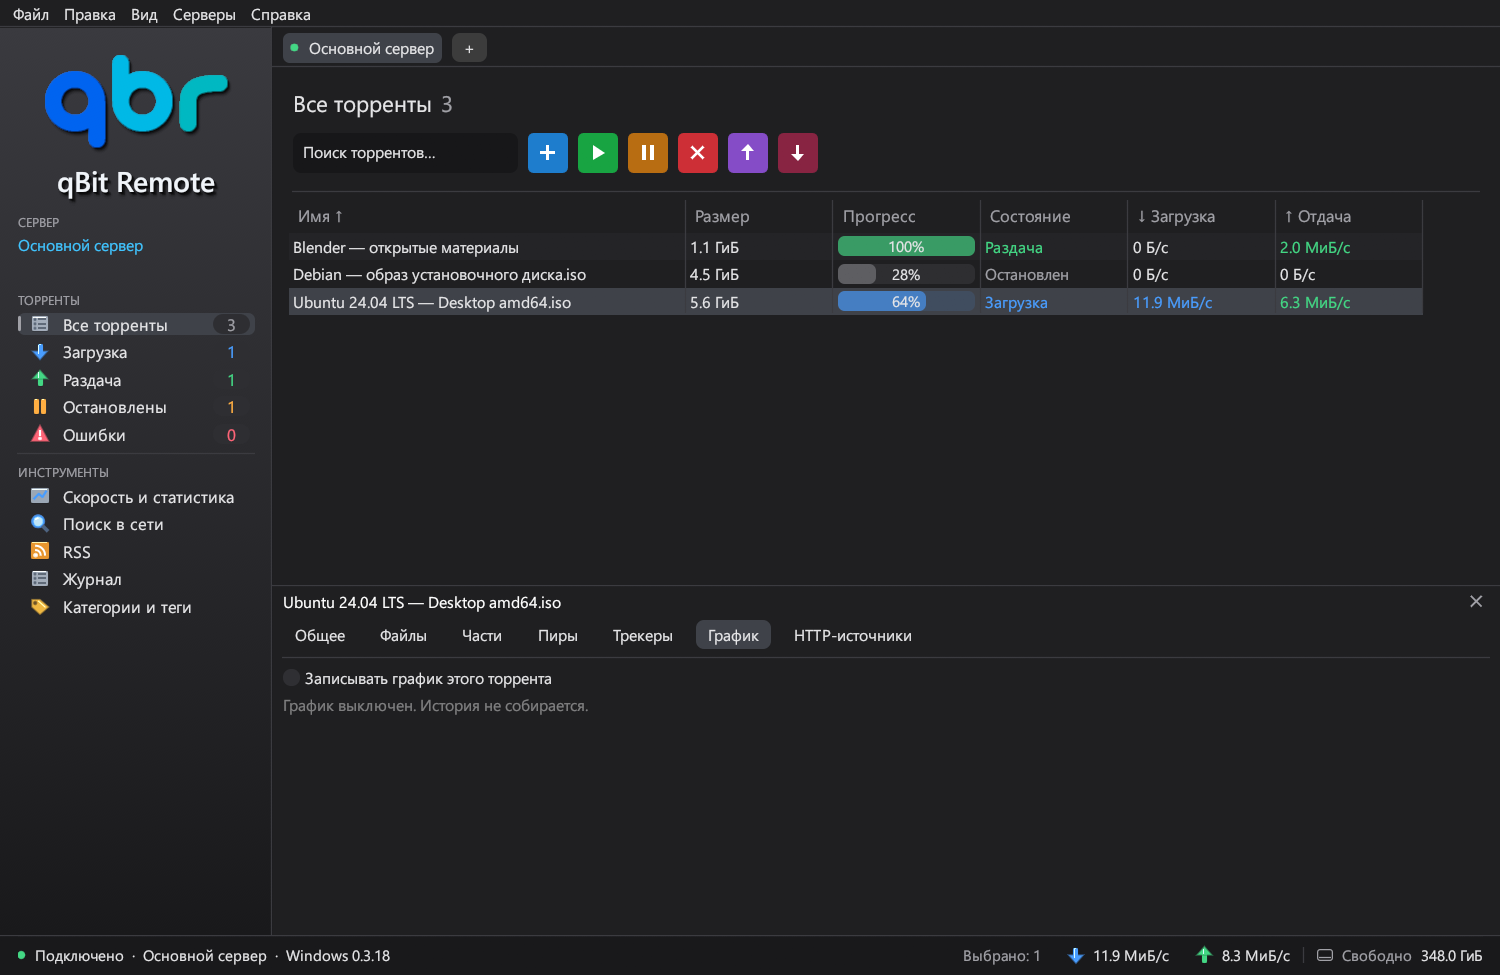 Файл Правка Вид Серверы Справка
qbr
qBit Remote
СЕРВЕР
Основной сервер
ТОРРЕНТЫ
Все торренты 3
Загрузка 1
Раздача 1
Остановлены 1
Ошибки 0
ИНСТРУМЕНТЫ
Скорость и статистика
Поиск в сети
RSS
Журнал
Категории и теги
Основной сервер +
Все торренты 3
Поиск торрентов...
Имя ↑ Размер Прогресс Состояние ↓ Загрузка ↑ Отдача
Blender — открытые материалы 1.1 ГиБ 100% Раздача 0 Б/с 2.0 МиБ/с
Debian — образ установочного диска.iso 4.5 ГиБ 28% Остановлен 0 Б/с 0 Б/с
Ubuntu 24.04 LTS — Desktop amd64.iso 5.6 ГиБ 64% Загрузка 11.9 МиБ/с 6.3 МиБ/с
Ubuntu 24.04 LTS — Desktop amd64.iso
Общее Файлы Части Пиры Трекеры График HTTP-источники
Записывать график этого торрента
График выключен. История не собирается.
Подключено · Основной сервер · Windows 0.3.18 Выбрано: 1 11.9 МиБ/с 8.3 МиБ/с Свободно 348.0 ГиБ